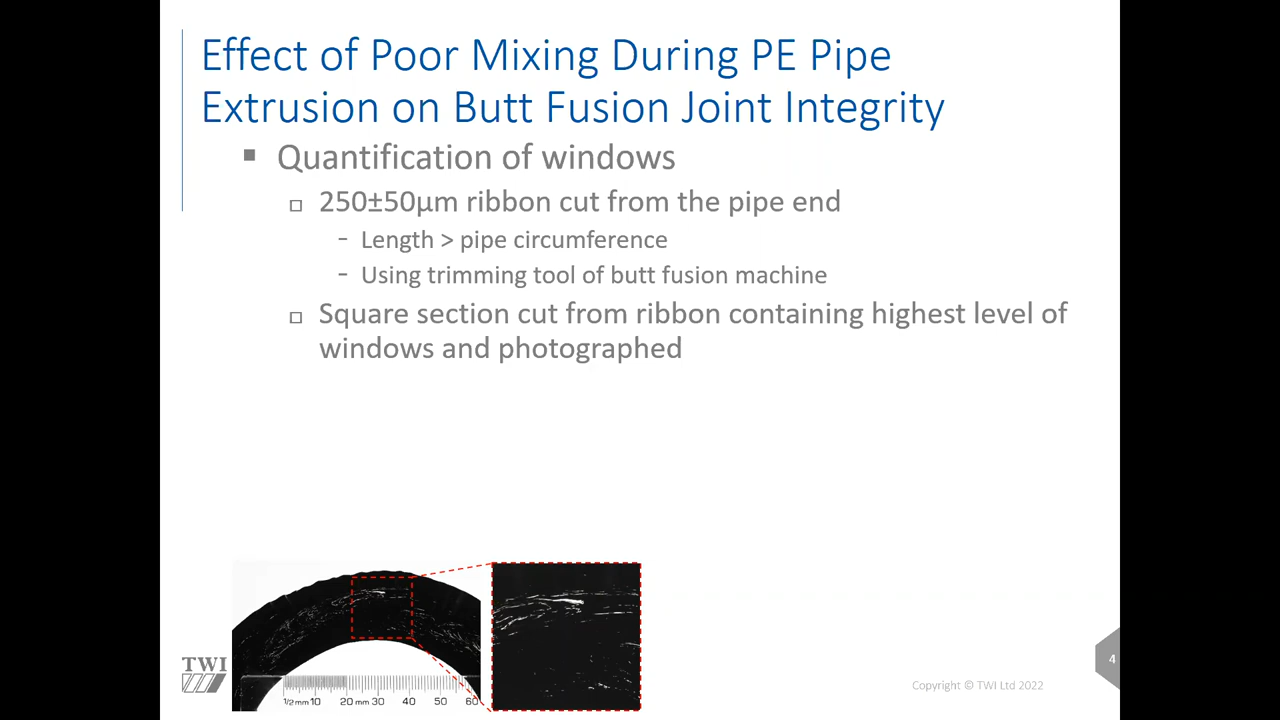 Effect of Poor Mixing During PE Pipe
Extrusion on Butt Fusion Joint Integrity
▪ Quantification of windows
□ 250±50µm ribbon cut from the pipe end
- Length > pipe circumference
- Using trimming tool of butt fusion machine
□ Square section cut from ribbon containing highest level of
windows and photographed
TWI
1/2 mm 10 20 mm 30 40 50 60
Copyright © TWI Ltd 2022
4